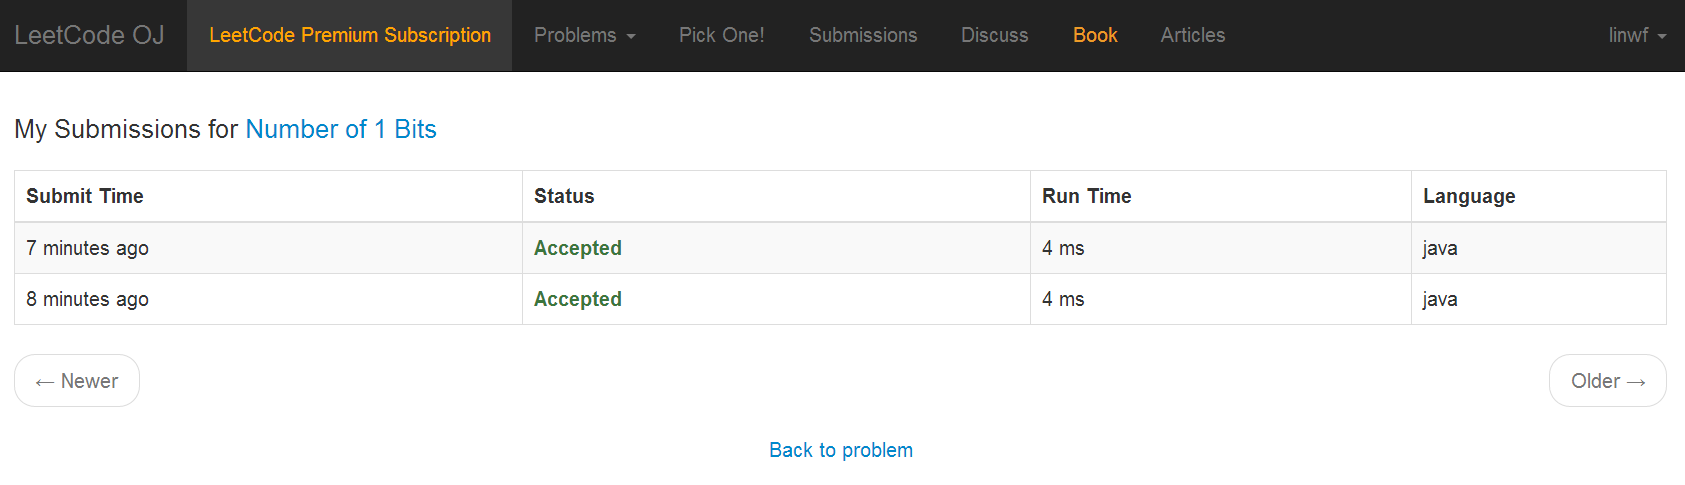 LeetCode OJ LeetCode Premium Subscription Problems Pick One! Submissions Discuss Book Articles linwf
My Submissions for Number of 1 Bits
Submit Time Status Run Time Language
7 minutes ago Accepted 4 ms java
8 minutes ago Accepted 4 ms java
← Newer Older →
Back to problem